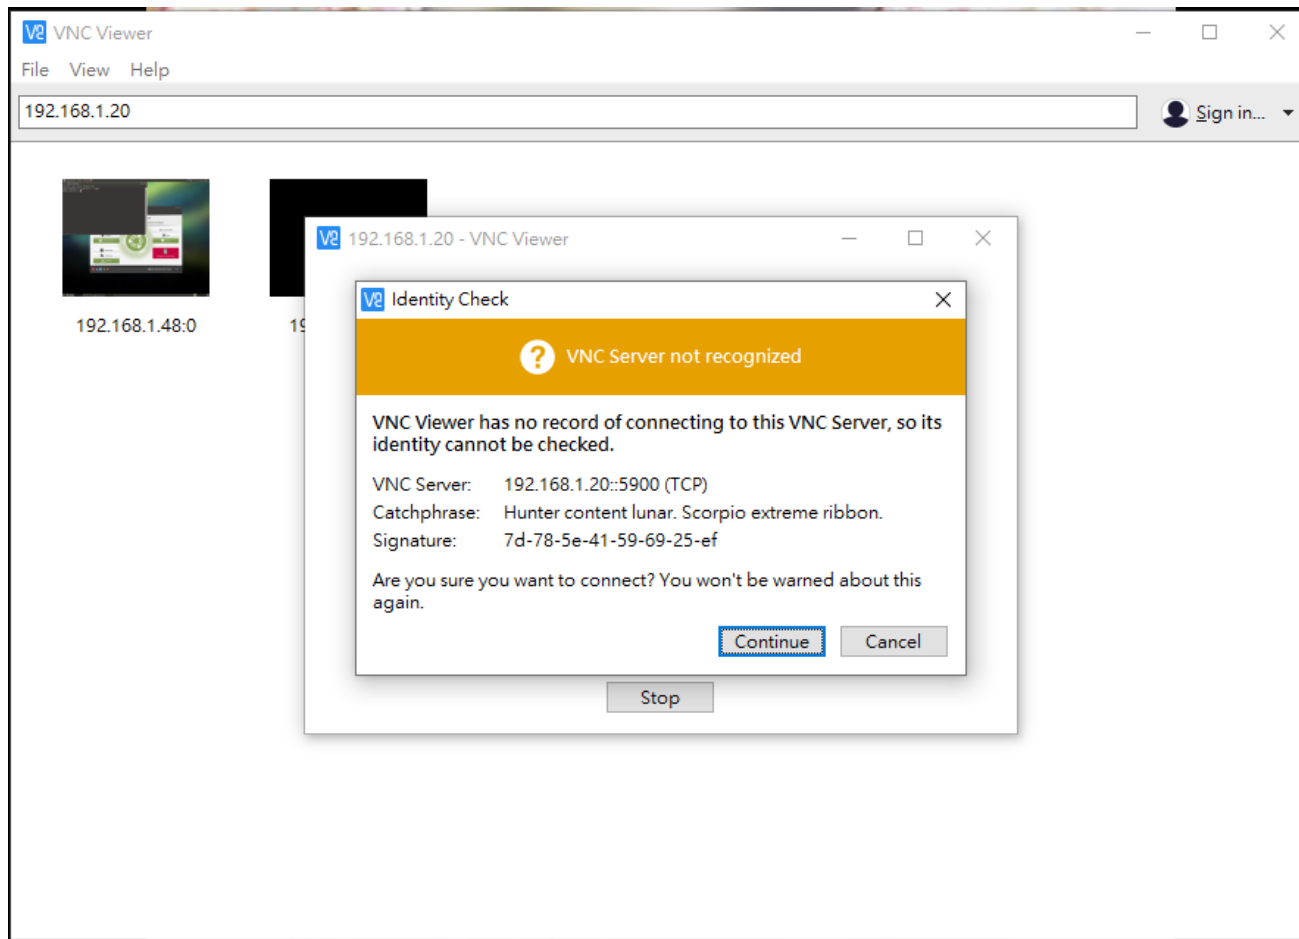 VNC Viewer
File View Help
192.168.1.20
Sign in...
192.168.1.48:0
19
192.168.1.20 - VNC Viewer
Identity Check
VNC Server not recognized
VNC Viewer has no record of connecting to this VNC Server, so its
identity cannot be checked.
VNC Server: 192.168.1.20::5900 (TCP)
Catchphrase: Hunter content lunar. Scorpio extreme ribbon.
Signature: 7d-78-5e-41-59-69-25-ef
Are you sure you want to connect? You won't be warned about this
again.
Continue Cancel
Stop